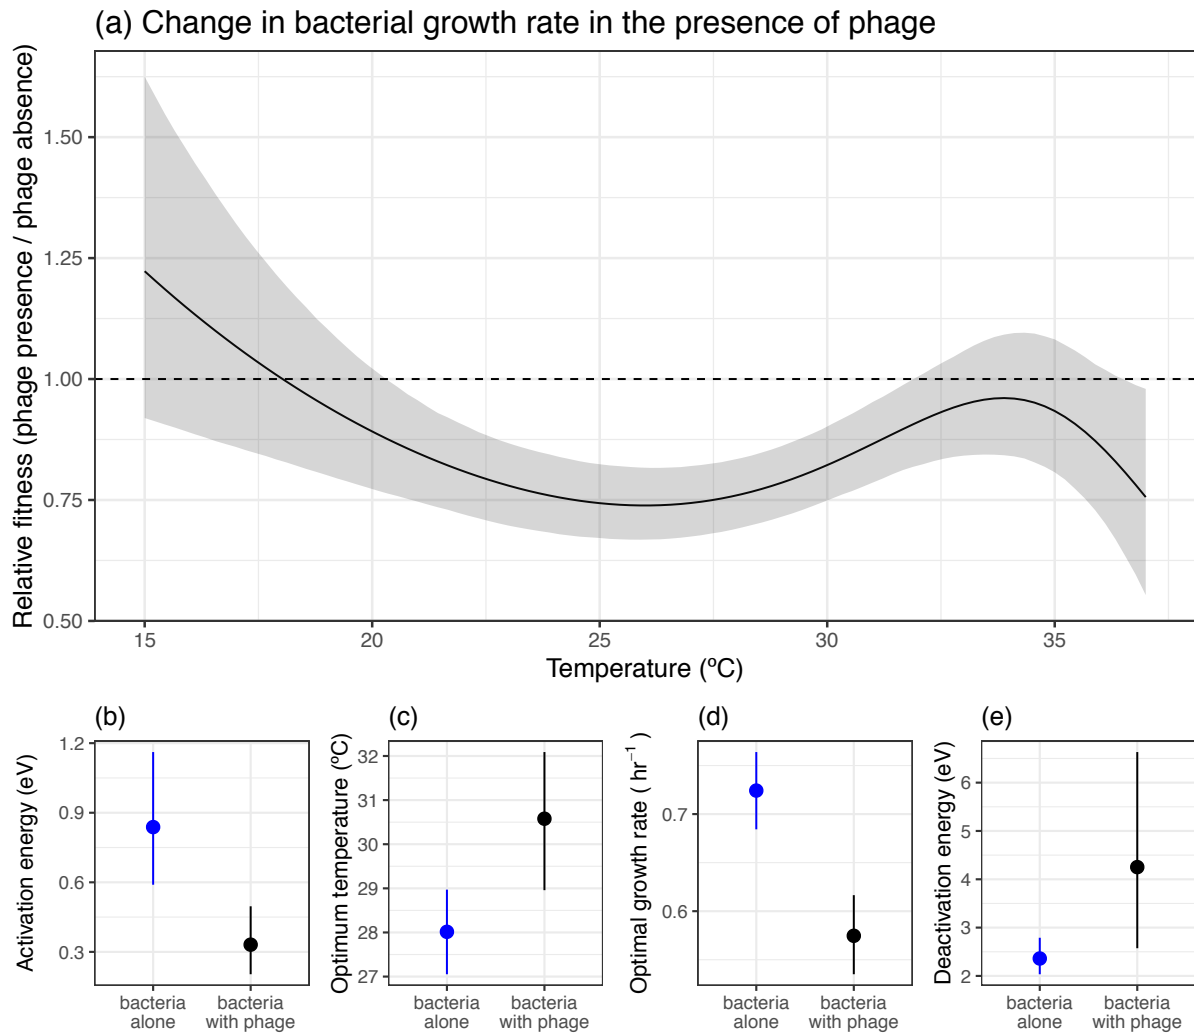 (a) Change in bacterial growth rate in the presence of phage
Relative fitness (phage presence / phage absence)
1.50
1.25
1.00
0.75
0.50
15
20
25
30
35
Temperature (ºC)
(b)
Activation energy (eV)
1.2
0.9
0.6
0.3
bacteria
alone
bacteria
with phage
(c)
Optimum temperature (ºC)
32
31
30
29
28
27
bacteria
alone
bacteria
with phage
(d)
Optimal growth rate ( hr⁻¹ )
0.7
0.6
bacteria
alone
bacteria
with phage
(e)
Deactivation energy (eV)
6
5
4
3
2
bacteria
alone
bacteria
with phage